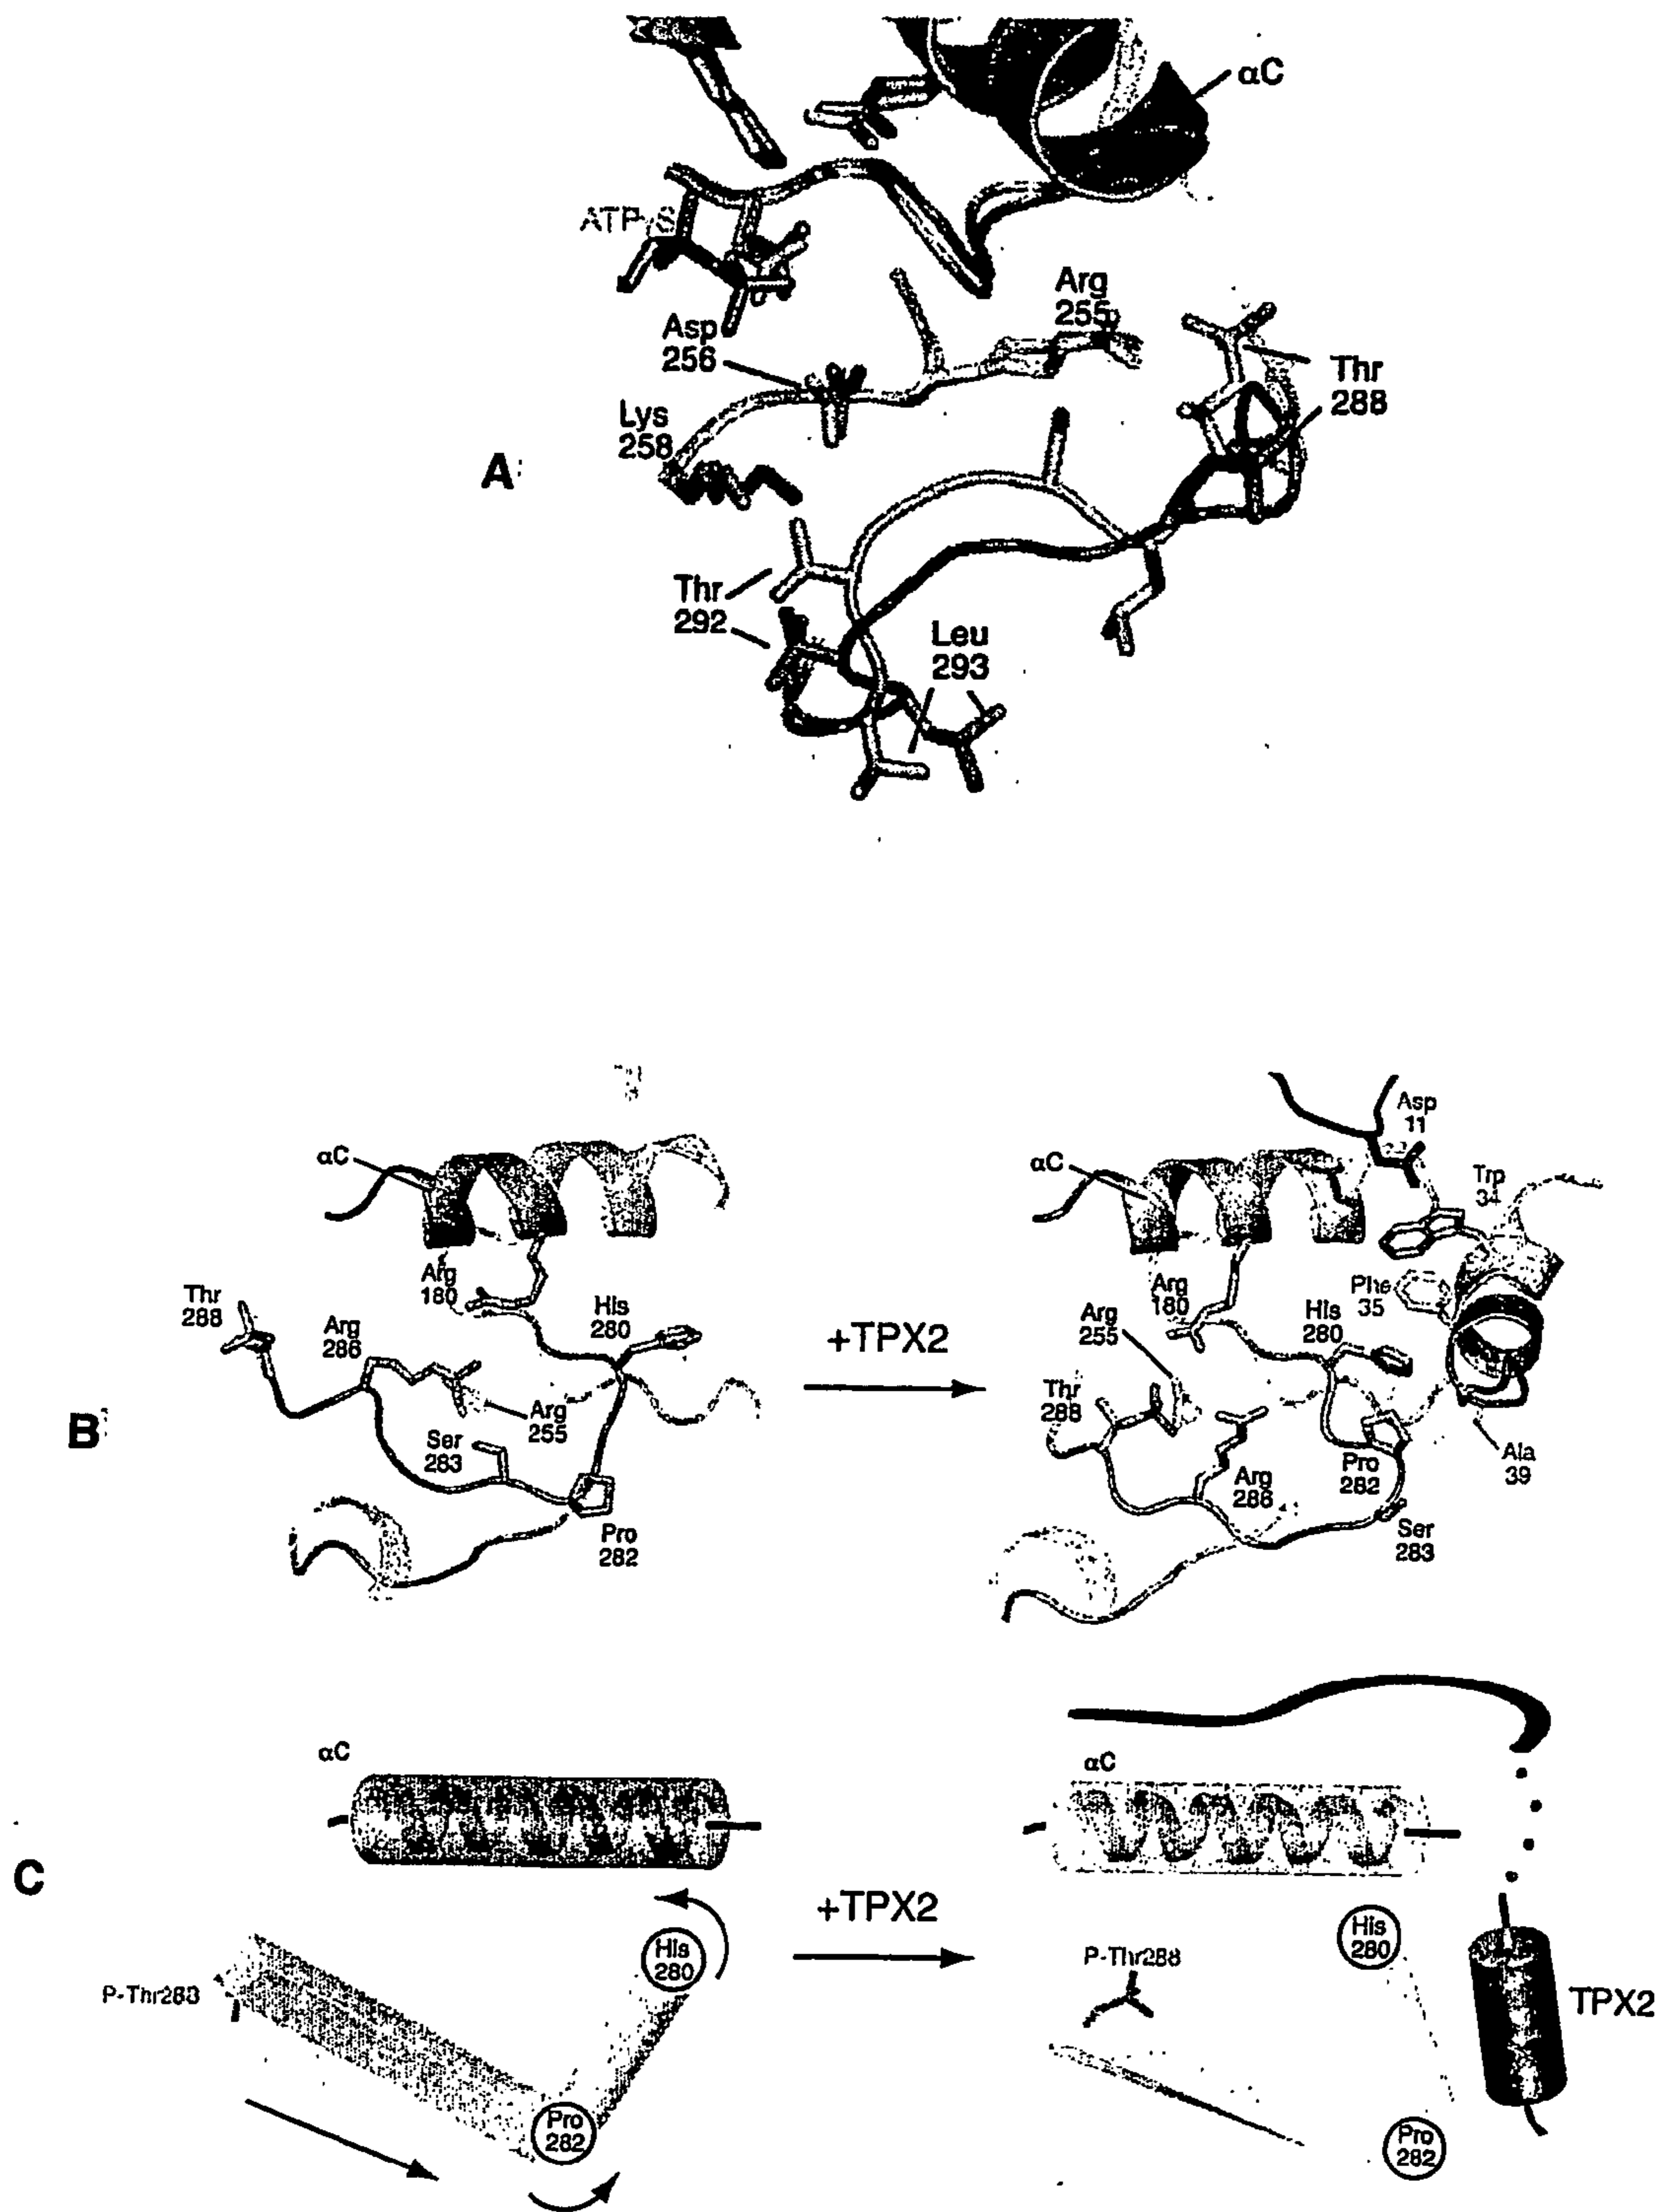 αC
ATPγS
Arg
255
Asp
256
Thr
288
Lys
258
A
Thr
292
Leu
293
αC
Arg
180
Thr
288
Arg
286
His
280
Arg
255
Ser
283
Pro
282
B
+TPX2
Asp
11
αC
Trp
34
Arg
180
Phe
35
Arg
255
His
280
Thr
288
Arg
286
Pro
282
Ala
39
Ser
283
αC
αC
C
His
280
P-Thr288
Pro
282
+TPX2
His
280
P-Thr288
TPX2
Pro
282